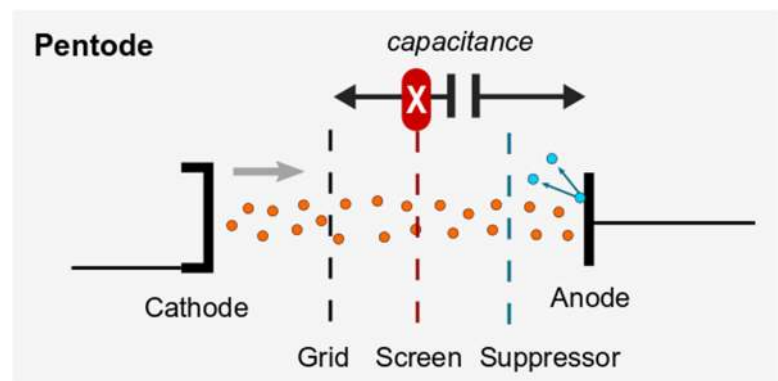 Pentode
capacitance
X
Cathode
Anode
Grid
Screen
Suppressor